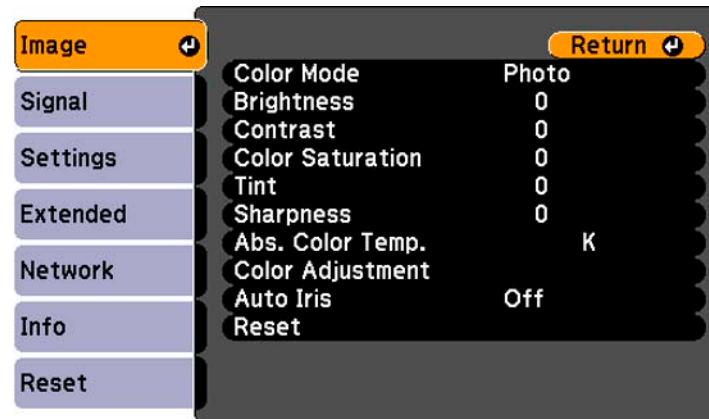 Image
Signal
Settings
Extended
Network
Info
Reset
Return
Color Mode Photo
Brightness 0
Contrast 0
Color Saturation 0
Tint 0
Sharpness 0
Abs. Color Temp. K
Color Adjustment
Auto Iris Off
Reset